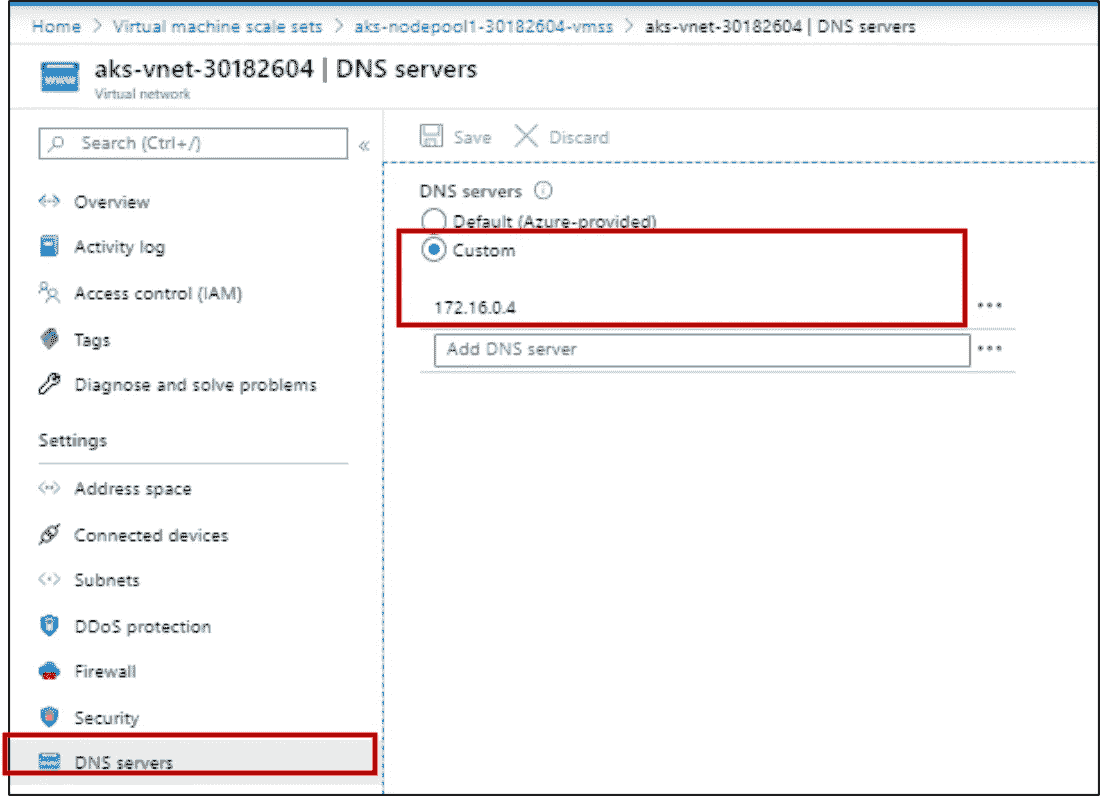 Home > Virtual machine scale sets > aks-nodepool1-30182604-vmss > aks-vnet-30182604 | DNS servers
www
aks-vnet-30182604 | DNS servers
Virtual network
Search (Ctrl+/)
«
Overview
Activity log
Access control (IAM)
Tags
Diagnose and solve problems
Settings
Address space
Connected devices
Subnets
DDoS protection
Firewall
Security
DNS servers
Save Discard
DNS servers
Default (Azure-provided)
Custom
172.16.0.4
Add DNS server